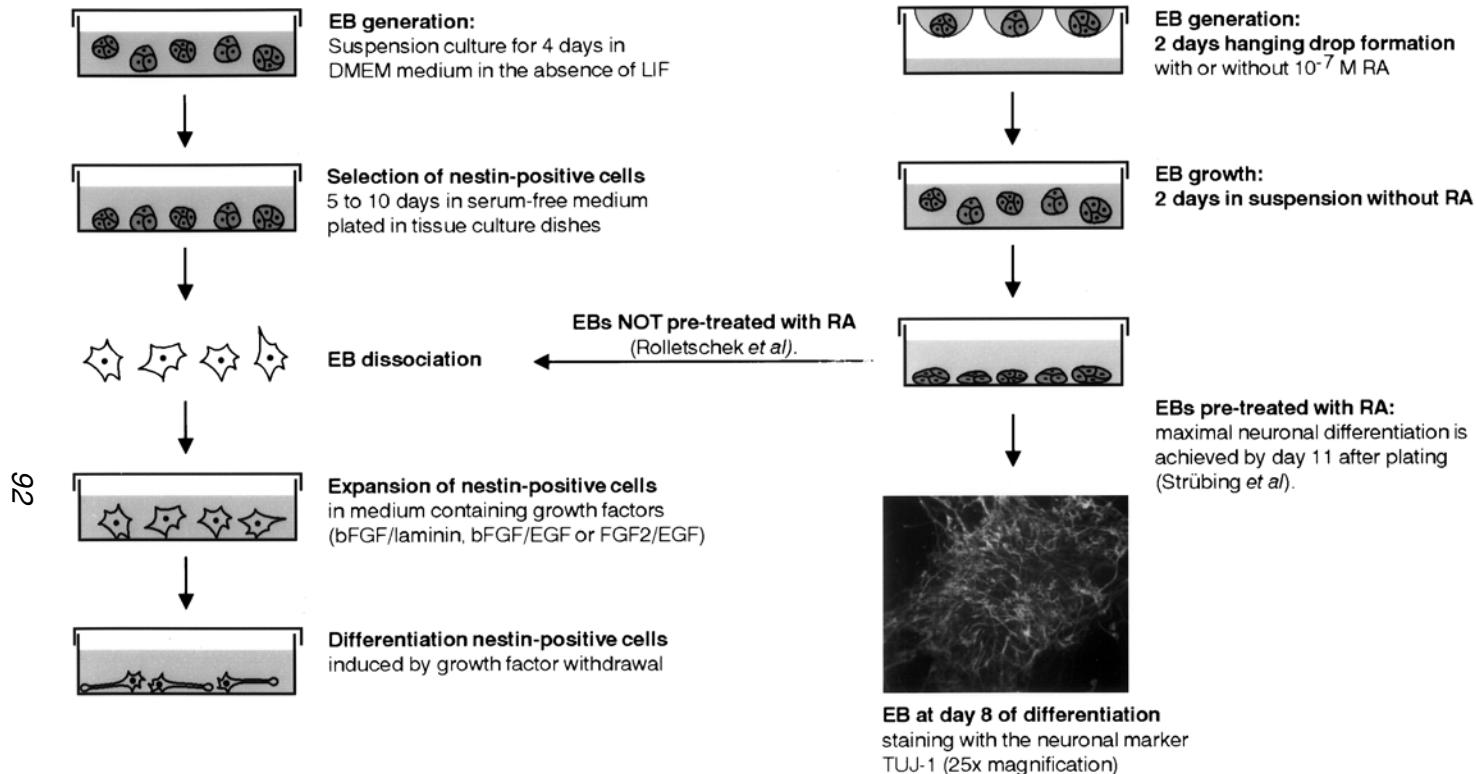 EB generation:
Suspension culture for 4 days in
DMEM medium in the absence of LIF
Selection of nestin-positive cells
5 to 10 days in serum-free medium
plated in tissue culture dishes
EB dissociation
Expansion of nestin-positive cells
in medium containing growth factors
(bFGF/laminin, bFGF/EGF or FGF2/EGF)
Differentiation nestin-positive cells
induced by growth factor withdrawal
EBs NOT pre-treated with RA
(Rolletschek et al).
EB generation:
2 days hanging drop formation
with or without 10⁻⁷ M RA
EB growth:
2 days in suspension without RA
EBs pre-treated with RA:
maximal neuronal differentiation is
achieved by day 11 after plating
(Strübing et al).
EB at day 8 of differentiation
staining with the neuronal marker
TUJ-1 (25x magnification)
92